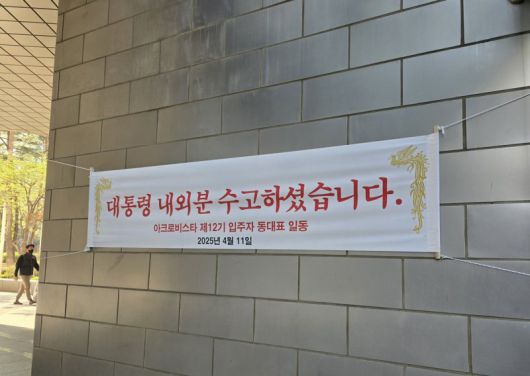 대통령 내외분 수고하셨습니다.
아크로비스타 제12기 입주자 동대표 일동
2025년 4월 11일